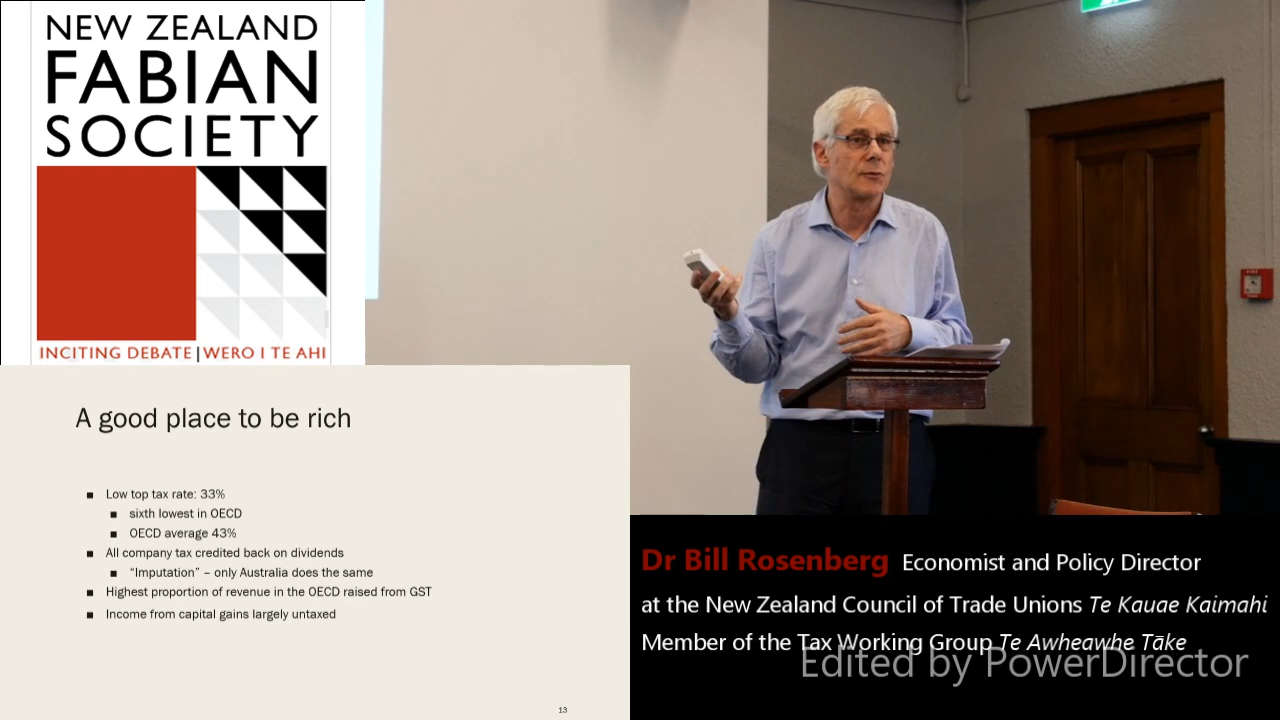 NEW ZEALAND
FABIAN
SOCIETY
INCITING DEBATE | WERO I TE AHI
A good place to be rich
■ Low top tax rate: 33%
■ sixth lowest in OECD
■ OECD average 43%
■ All company tax credited back on dividends
■ “Imputation” – only Australia does the same
■ Highest proportion of revenue in the OECD raised from GST
■ Income from capital gains largely untaxed
13
FIRE
Dr Bill Rosenberg Economist and Policy Director
at the New Zealand Council of Trade Unions Te Kauae Kaimahi
Member of the Tax Working Group Te Awheawhe Tāke
Edited by PowerDirector